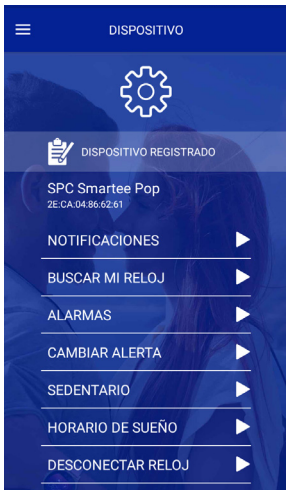 DISPOSITIVO
DISPOSITIVO REGISTRADO
SPC Smartee Pop
2E:CA:04:86:62:61
NOTIFICACIONES
BUSCAR MI RELOJ
ALARMAS
CAMBIAR ALERTA
SEDENTARIO
HORARIO DE SUEÑO
DESCONECTAR RELOJ